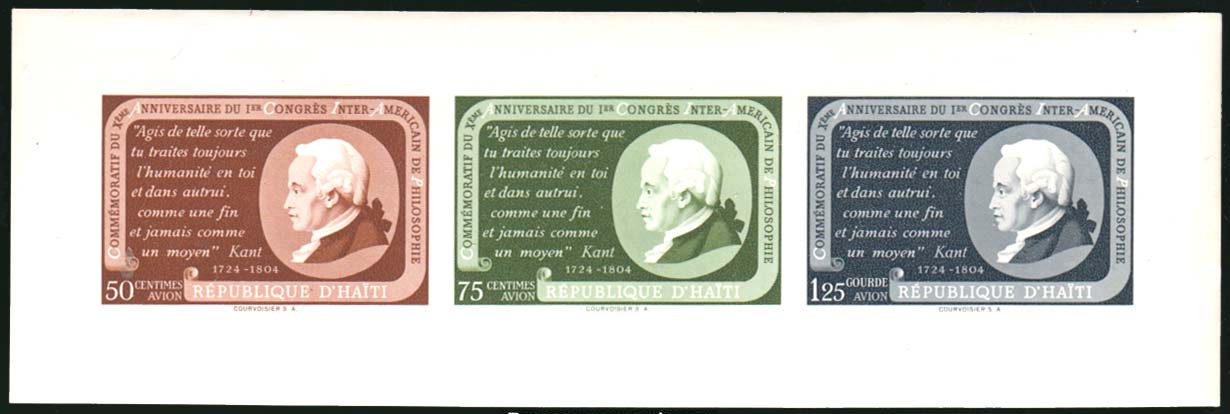 COMMÉMORATIF DU Xème ANNIVERSAIRE DU Ier CONGRÈS INTER-AMERICAIN DE PHILOSOPHIE
"Agis de telle sorte que
tu traites toujours
l'humanité en toi
et dans autrui,
comme une fin
et jamais comme
un moyen" Kant
1724-1804
50 CENTIMES
AVION
RÉPUBLIQUE D'HAÏTI
COURVOISIER S A
COMMÉMORATIF DU Xème ANNIVERSAIRE DU Ier CONGRÈS INTER-AMERICAIN DE PHILOSOPHIE
"Agis de telle sorte que
tu traites toujours
l'humanité en toi
et dans autrui,
comme une fin
et jamais comme
un moyen" Kant
1724-1804
75 CENTIMES
AVION
RÉPUBLIQUE D'HAÏTI
COURVOISIER S A
COMMÉMORATIF DU Xème ANNIVERSAIRE DU Ier CONGRÈS INTER-AMERICAIN DE PHILOSOPHIE
"Agis de telle sorte que
tu traites toujours
l'humanité en toi
et dans autrui,
comme une fin
et jamais comme
un moyen" Kant
1724-1804
1.25 GOURDE
AVION
RÉPUBLIQUE D'HAÏTI
COURVOISIER S A